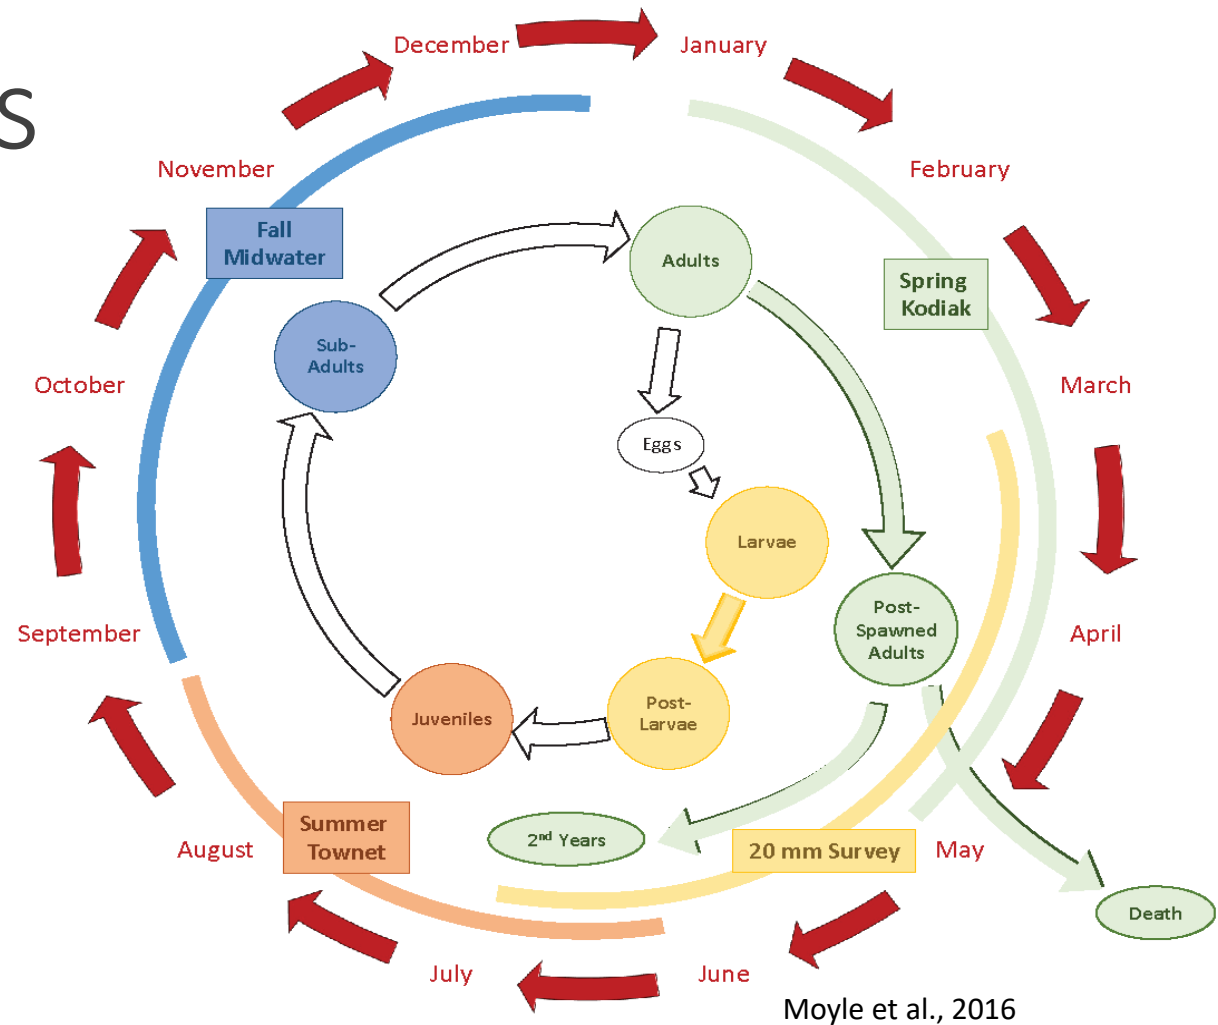 S
December
January
November
February
Fall
Midwater
Adults
Spring
Kodiak
Sub-
Adults
October
March
Eggs
Larvae
Post-
Spawned
Adults
September
April
Juveniles
Post-
Larvae
Summer
Townet
2nd Years
20 mm Survey
August
May
Death
July
June
Moyle et al., 2016